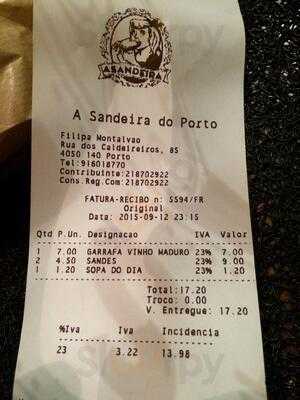 ASANDEIRA
A Sandeira do Porto
Filipa Montalvao
Rua dos Caldeireiros, 85
4050 140 Porto
Tel:916018770
Contribuinte:218702922
Cons.Reg.Com:218702922
FATURA-RECIBO n: 5594/FR
Original
Data: 2015-09-12 23:15
Qtd P.Un. Designacao IVA Valor
1 7.00 GARRAFA VINHO MADURO 23% 7.00
2 4.50 SANDES 23% 9.00
1 1.20 SOPA DO DIA 23% 1.20
Total:17.20
Troco: 0.00
V. Entregue: 17.20
%Iva Iva Incidencia
23 3.22 13.98